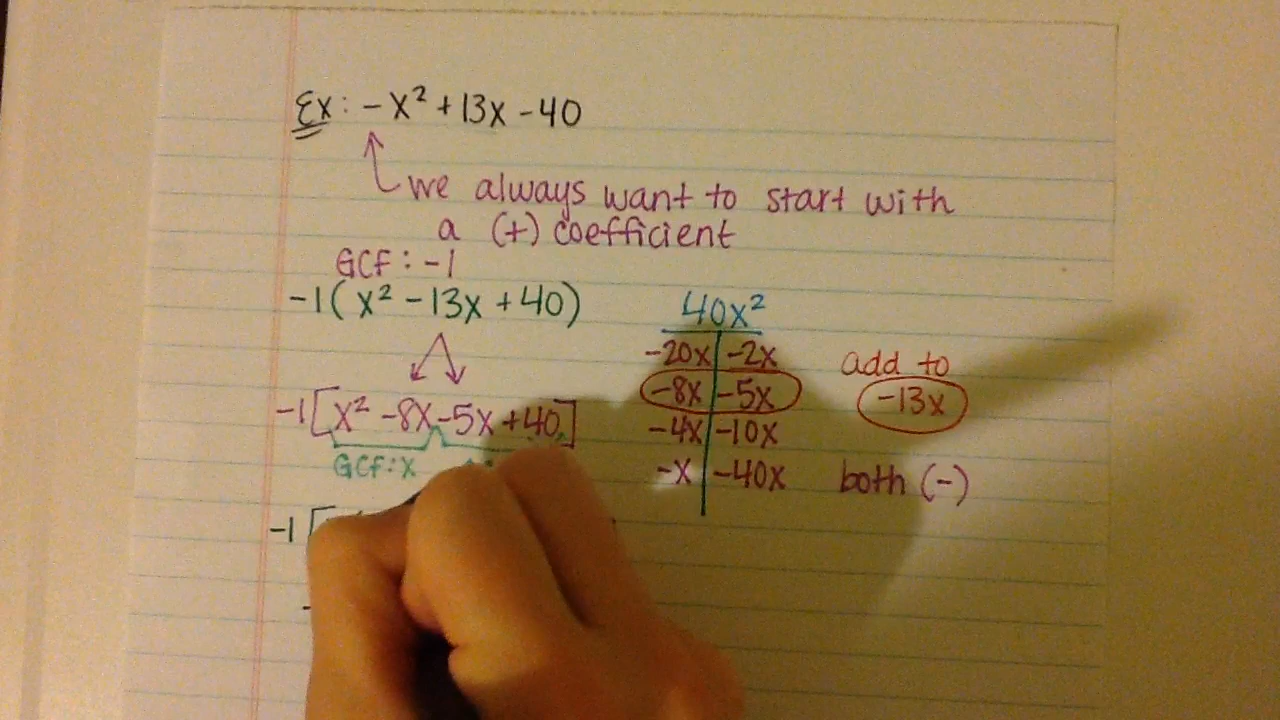 Ex: -x² + 13x - 40
we always want to start with
a (+) coefficient
GCF: -1
-1(x² - 13x + 40)
40x²
-20x -2x
-8x -5x
-4x -10x
-x -40x
add to
-13x
both (-)
-1[x² - 8x - 5x + 40]
GCF: x
-1[